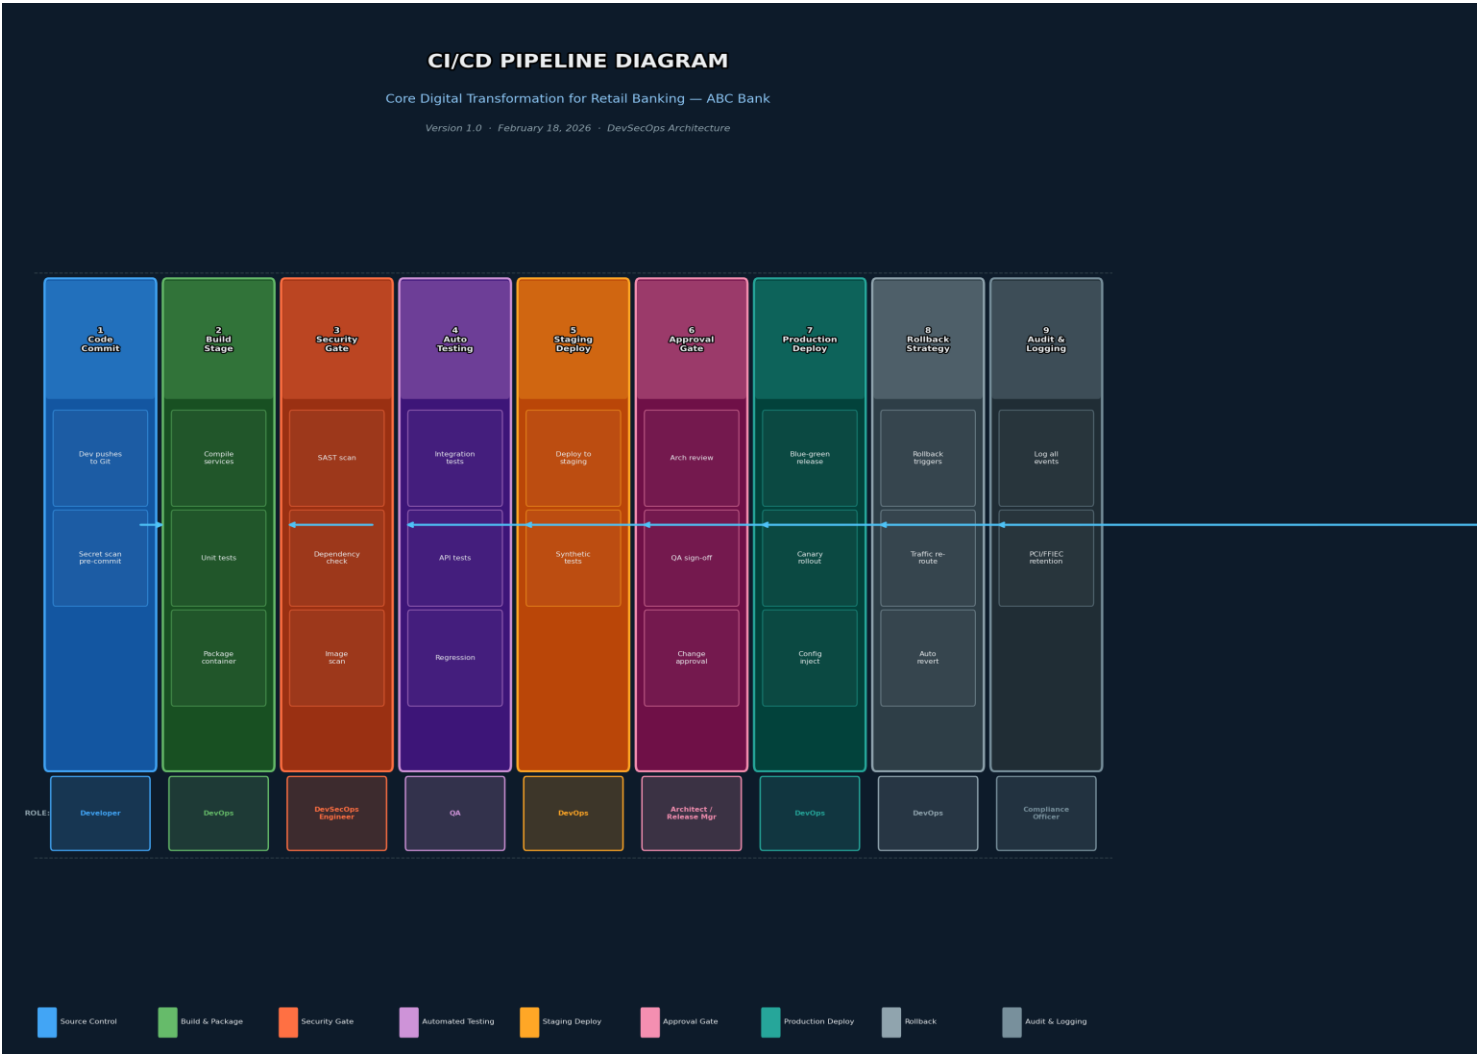 CI/CD PIPELINE DIAGRAM
Core Digital Transformation for Retail Banking — ABC Bank
Version 1.0 · February 18, 2026 · DevSecOps Architecture
1
Code
Commit
Dev pushes
to Git
Secret scan
pre-commit
2
Build
Stage
Compile
services
Unit tests
Package
container
3
Security
Gate
SAST scan
Dependency
check
Image
scan
4
Auto
Testing
Integration
tests
API tests
Regression
5
Staging
Deploy
Deploy to
staging
Synthetic
tests
6
Approval
Gate
Arch review
QA sign-off
Change
approval
7
Production
Deploy
Blue-green
release
Canary
rollout
Config
inject
8
Rollback
Strategy
Rollback
triggers
Traffic re-
route
Auto
revert
9
Audit &
Logging
Log all
events
PCI/FFIEC
retention
ROLE:
Developer
DevOps
DevSecOps
Engineer
QA
DevOps
Architect /
Release Mgr
DevOps
DevOps
Compliance
Officer
Source Control
Build & Package
Security Gate
Automated Testing
Staging Deploy
Approval Gate
Production Deploy
Rollback
Audit & Logging